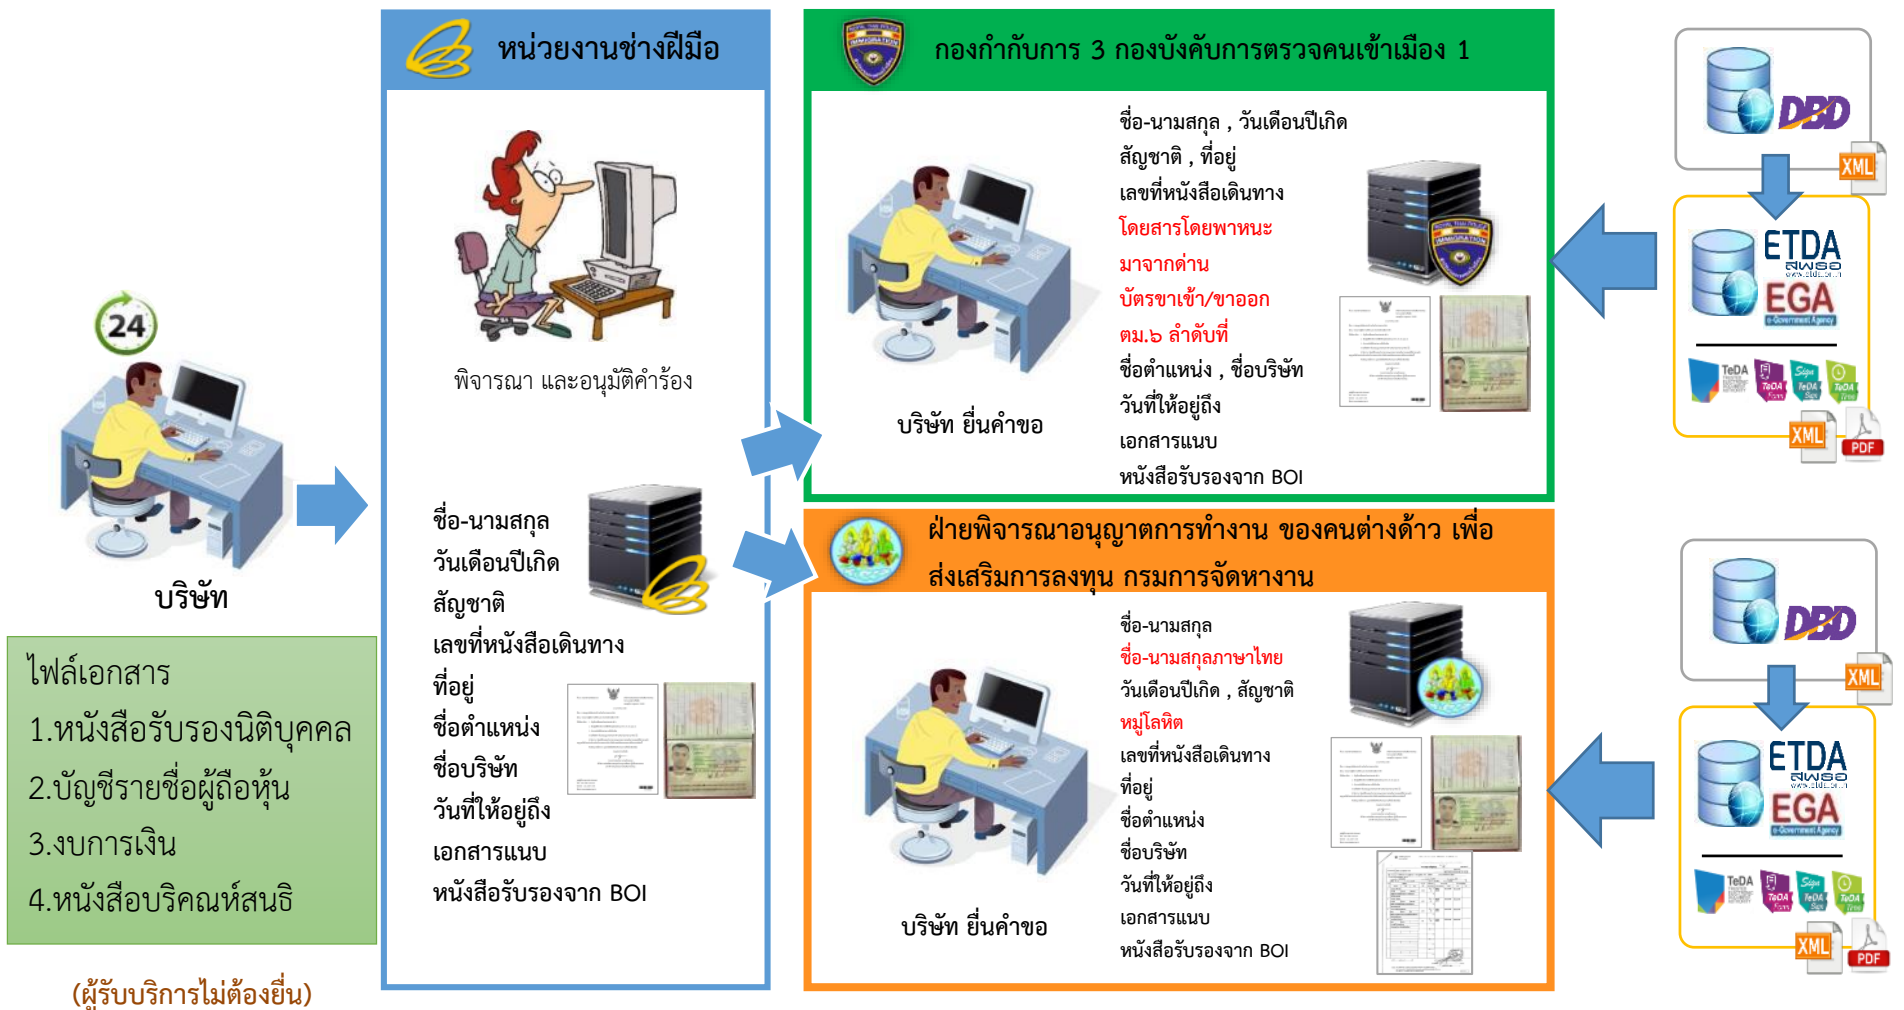 24
บริษัท
ไฟล์เอกสาร
1.หนังสือรับรองนิติบุคคล
2.บัญชีรายชื่อผู้ถือหุ้น
3.งบการเงิน
4.หนังสือบริคณห์สนธิ
(ผู้รับบริการไม่ต้องยื่น)
หน่วยงานช่างฝีมือ
พิจารณา และอนุมัติคำร้อง
ชื่อ-นามสกุล
วันเดือนปีเกิด
สัญชาติ
เลขที่หนังสือเดินทาง
ที่อยู่
ชื่อตำแหน่ง
ชื่อบริษัท
วันที่ให้อยู่ถึง
เอกสารแนบ
หนังสือรับรองจาก BOI
กองกำกับการ 3 กองบังคับการตรวจคนเข้าเมือง 1
บริษัท ยื่นคำขอ
ชื่อ-นามสกุล , วันเดือนปีเกิด
สัญชาติ , ที่อยู่
เลขที่หนังสือเดินทาง
โดยสารโดยพาหนะ
มาจากด่าน
บัตรขาเข้า/ขาออก
ตม.๖ ลำดับที่
ชื่อตำแหน่ง , ชื่อบริษัท
วันที่ให้อยู่ถึง
เอกสารแนบ
หนังสือรับรองจาก BOI
ฝ่ายพิจารณาอนุญาตการทำงาน ของคนต่างด้าว เพื่อ
ส่งเสริมการลงทุน กรมการจัดหางาน
บริษัท ยื่นคำขอ
ชื่อ-นามสกุล
ชื่อ-นามสกุลภาษาไทย
วันเดือนปีเกิด , สัญชาติ
หมู่โลหิต
เลขที่หนังสือเดินทาง
ที่อยู่
ชื่อตำแหน่ง
ชื่อบริษัท
วันที่ให้อยู่ถึง
เอกสารแนบ
หนังสือรับรองจาก BOI
DBD
XML
ETDA
สพธอ
EGA
e-Government Agency
TeDA
TeDA
Form
Sign
TeDA
Sign
TeDA
Time
XML
PDF
DBD
XML
ETDA
สพธอ
EGA
e-Government Agency
TeDA
TeDA
Form
Sign
TeDA
Sign
TeDA
Time
XML
PDF